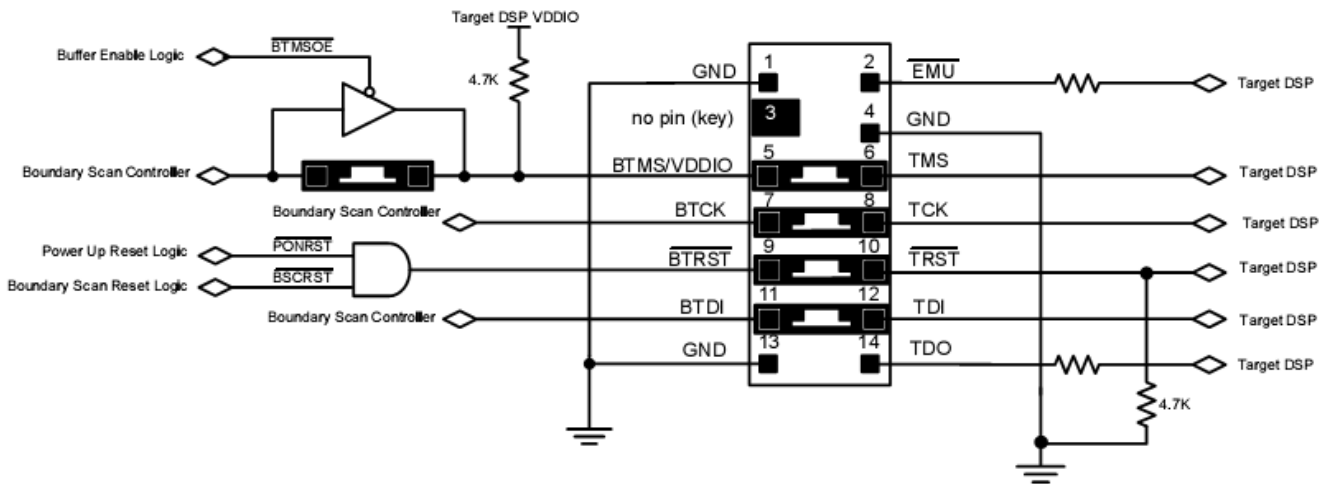 Target DSP VDDIO
Buffer Enable Logic
BTMSOE
4.7K
GND
1
2
EMU
Target DSP
no pin (key)
3
4
GND
Boundary Scan Controller
BTMS/VDDIO
5
6
TMS
Target DSP
Boundary Scan Controller
BTCK
7
8
TCK
Target DSP
Power Up Reset Logic
PONRST
BTRST
9
10
TRST
Target DSP
Boundary Scan Reset Logic
BSCRST
Boundary Scan Controller
BTDI
11
12
TDI
Target DSP
GND
13
14
TDO
Target DSP
4.7K